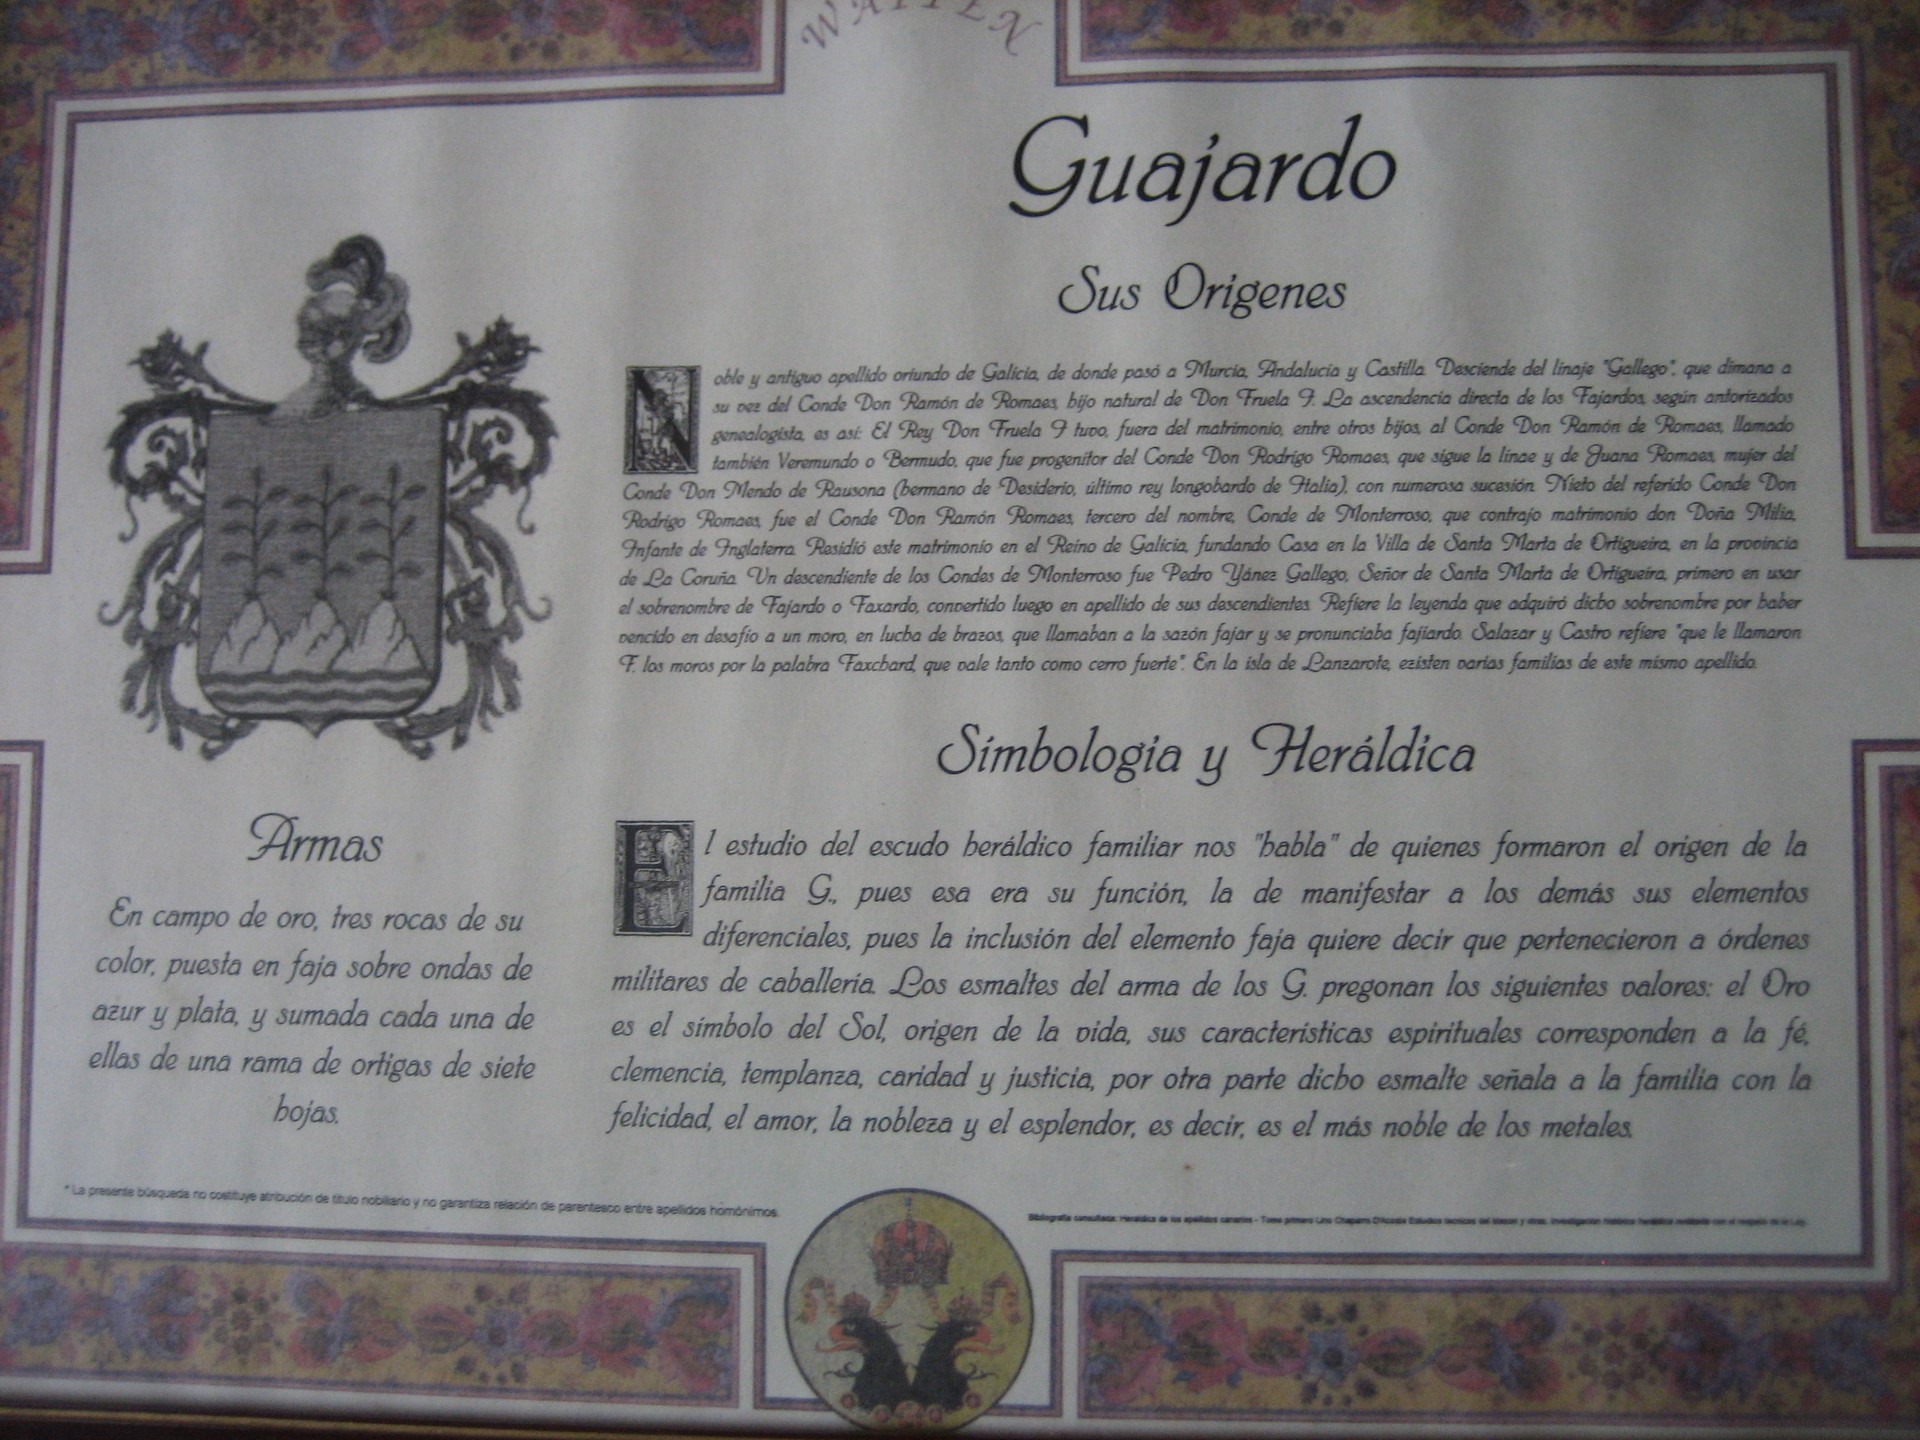 WAPPEN
Guajardo
Sus Origenes
Noble y antiguo apellido oriundo de Galicia, de donde pasó a Murcia, Andalucía y Castilla. Desciende del linaje "Gallego", que dimana a
su vez del Conde Don Ramón de Romaes, hijo natural de Don Fruela I. La ascendencia directa de los Fajardos, según antorizados
genealogista, es así: El Rey Don Fruela I tuvo, fuera del matrimonio, entre otros hijos, al Conde Don Ramón de Romaes, llamado
también Veremundo o Bermudo, que fue progenitor del Conde Don Rodrigo Romaes, que sigue la linae y de Juana Romaes, mujer del
Conde Don Mendo de Rausona (hermano de Desiderio, último rey longobardo de Italia), con numerosa sucesión. Nieto del referido Conde Don
Rodrigo Romaes, fue el Conde Don Ramón Romaes, tercero del nombre, Conde de Monterroso, que contrajo matrimonio don Doña Milia,
Infante de Inglaterra. Residió este matrimonio en el Reino de Galicia, fundando Casa en la Villa de Santa Marta de Ortigueira, en la provincia
de La Coruña. Un descendiente de los Condes de Monterroso fue Pedro Yánez Gallego, Señor de Santa Marta de Ortigueira, primero en usar
el sobrenombre de Fajardo o Faxardo, convertido luego en apellido de sus descendientes. Refiere la leyenda que adquiró dicho sobrenombre por haber
vencido en desafío a un moro, en lucha de brazos, que llamaban a la sazón fajar y se pronunciaba fajiardo. Salazar y Castro refiere "que le llamaron
F. los moros por la palabra Faxchard, que vale tanto como cerro fuerte". En la isla de Lanzarote, ezisten varias familias de este mismo apellido.
Simbologia y Heráldica
El estudio del escudo heráldico familiar nos "habla" de quienes formaron el origen de la
familia G., pues esa era su función, la de manifestar a los demás sus elementos
diferenciales, pues la inclusión del elemento faja quiere decir que pertenecieron a órdenes
militares de caballería. Los esmaltes del arma de los G. pregonan los siguientes valores: el Oro
es el símbolo del Sol, origen de la vida, sus características espirituales corresponden a la fé,
clemencia, templanza, caridad y justicia, por otra parte dicho esmalte señala a la familia con la
felicidad, el amor, la nobleza y el esplendor, es decir, es el más noble de los metales.
Armas
En campo de oro, tres rocas de su
color, puesta en faja sobre ondas de
azur y plata, y sumada cada una de
ellas de una rama de ortigas de siete
hojas.
* La presente búsqueda no costituye atribución de título nobiliario y no garantiza relación de parentesco entre apellidos homónimos.
Bibliografía consultada: Heráldica de los apellidos canarios - Tomo primero Lino Chaparro D'Acosta Estudios